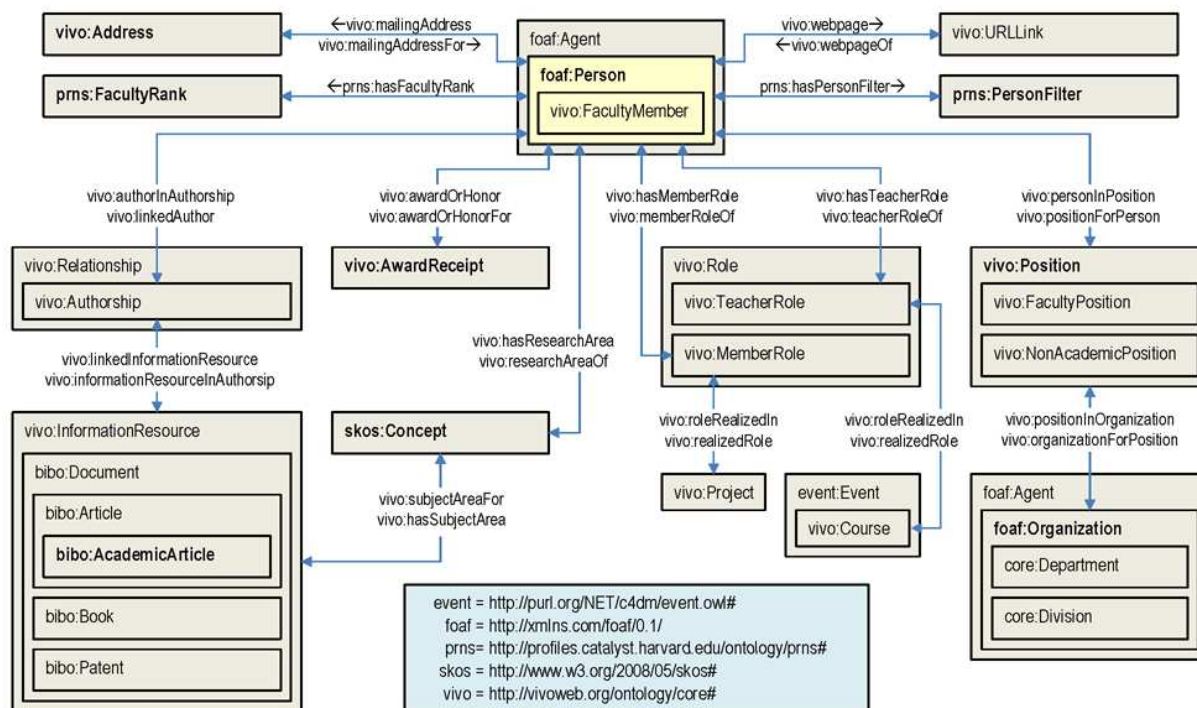 vivo:Address
←vivo:mailingAddress
vivo:mailingAddressFor→
foaf:Agent
vivo:webpage→
←vivo:webpageOf
vivo:URLLink
prns:FacultyRank
←prns:hasFacultyRank
foaf:Person
vivo:FacultyMember
prns:hasPersonFilter→
prns:PersonFilter
vivo:authorInAuthorship
vivo:linkedAuthor
vivo:awardOrHonor
vivo:awardOrHonorFor
vivo:hasMemberRole
vivo:memberRoleOf
vivo:hasTeacherRole
vivo:teacherRoleOf
vivo:personInPosition
vivo:positionForPerson
vivo:Relationship
vivo:Authorship
vivo:AwardReceipt
vivo:Role
vivo:TeacherRole
vivo:MemberRole
vivo:Position
vivo:FacultyPosition
vivo:NonAcademicPosition
vivo:linkedInformationResource
vivo:informationResourceInAuthorsip
vivo:hasResearchArea
vivo:researchAreaOf
vivo:roleRealizedIn
vivo:realizedRole
vivo:roleRealizedIn
vivo:realizedRole
vivo:positionInOrganization
vivo:organizationForPosition
vivo:InformationResource
bibo:Document
bibo:Article
bibo:AcademicArticle
bibo:Book
bibo:Patent
skos:Concept
vivo:subjectAreaFor
vivo:hasSubjectArea
vivo:Project
event:Event
vivo:Course
foaf:Agent
foaf:Organization
core:Department
core:Division
event = http://purl.org/NET/c4dm/event.owl#
foaf = http://xmlns.com/foaf/0.1/
prns= http://profiles.catalyst.harvard.edu/ontology/prns#
skos = http://www.w3.org/2008/05/skos#
vivo = http://vivoweb.org/ontology/core#